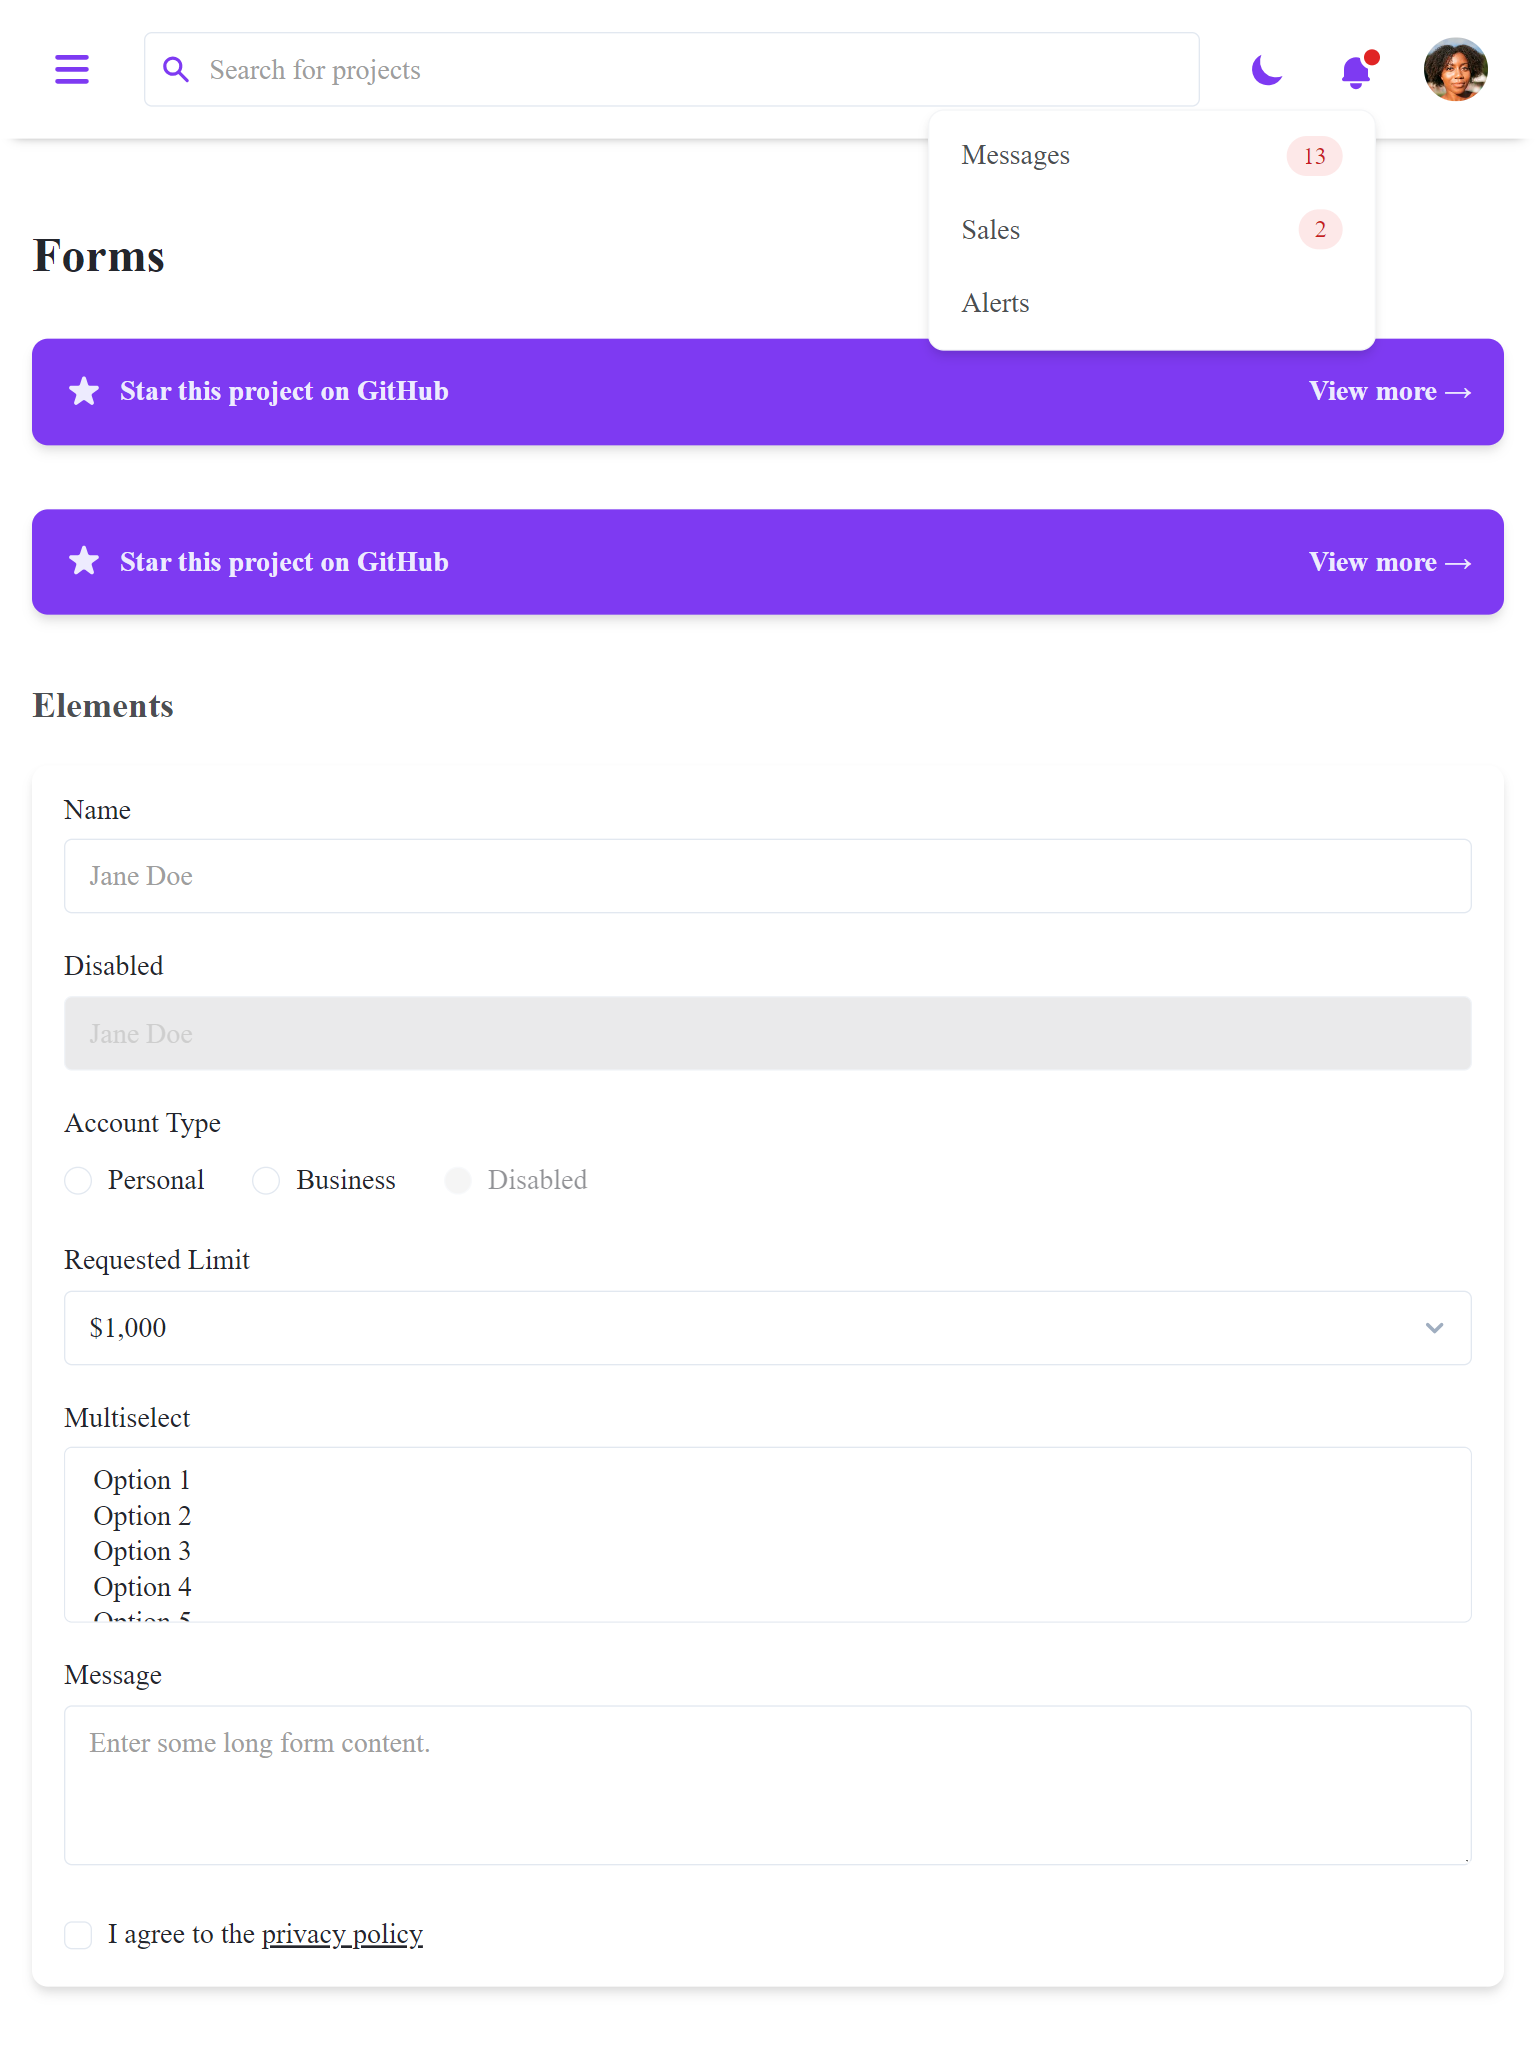 Search for projects
Messages 13
Sales 2
Alerts
Forms
Star this project on GitHub View more →
Star this project on GitHub View more →
Elements
Name
Jane Doe
Disabled
Jane Doe
Account Type
Personal Business Disabled
Requested Limit
$1,000
Multiselect
Option 1
Option 2
Option 3
Option 4
Option 5
Message
Enter some long form content.
I agree to the privacy policy